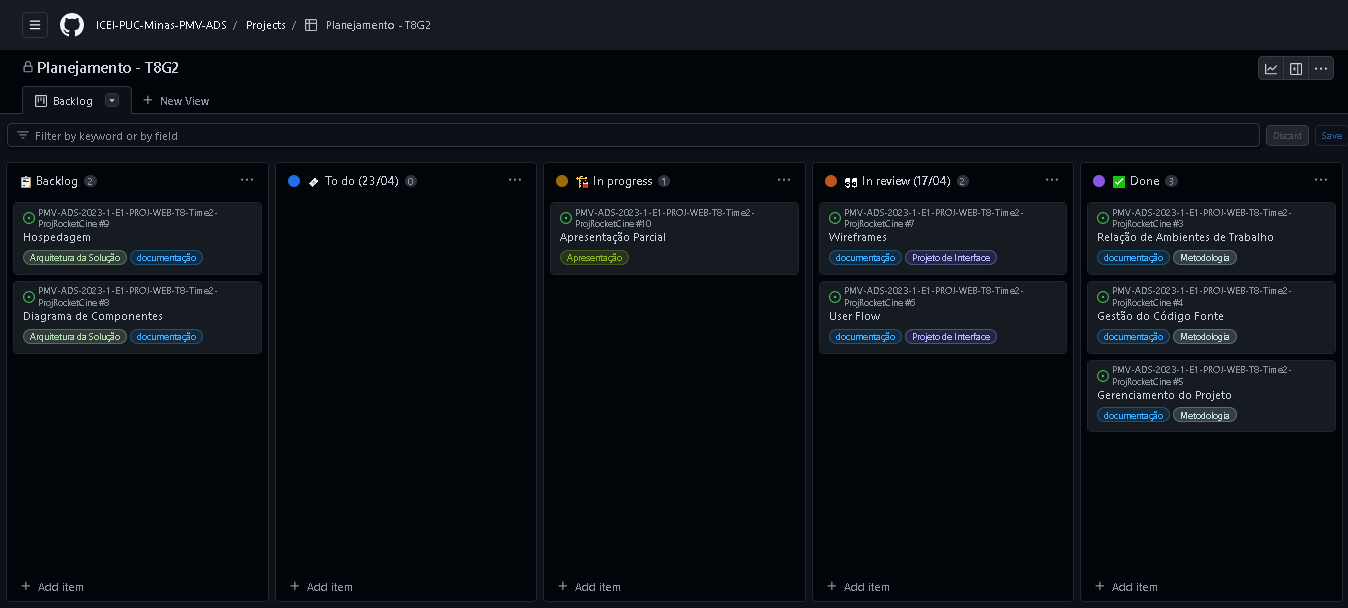 ICEI-PUC-Minas-PMV-ADS / Projects / Planejamento - T8G2
Planejamento - T8G2
Backlog
New View
Filter by keyword or by field
Discard
Save
Backlog 2
PMV-ADS-2023-1-E1-PROJ-WEB-T8-Time2-
ProjRocketCine #9
Hospedagem
Arquitetura da Solução documentação
PMV-ADS-2023-1-E1-PROJ-WEB-T8-Time2-
ProjRocketCine #8
Diagrama de Componentes
Arquitetura da Solução documentação
Add item
To do (23/04) 0
Add item
In progress 1
PMV-ADS-2023-1-E1-PROJ-WEB-T8-Time2-
ProjRocketCine #10
Apresentação Parcial
Apresentação
Add item
In review (17/04) 2
PMV-ADS-2023-1-E1-PROJ-WEB-T8-Time2-
ProjRocketCine #7
Wireframes
documentação Projeto de Interface
PMV-ADS-2023-1-E1-PROJ-WEB-T8-Time2-
ProjRocketCine #6
User Flow
documentação Projeto de Interface
Add item
Done 3
PMV-ADS-2023-1-E1-PROJ-WEB-T8-Time2-
ProjRocketCine #3
Relação de Ambientes de Trabalho
documentação Metodologia
PMV-ADS-2023-1-E1-PROJ-WEB-T8-Time2-
ProjRocketCine #4
Gestão do Código Fonte
documentação Metodologia
PMV-ADS-2023-1-E1-PROJ-WEB-T8-Time2-
ProjRocketCine #5
Gerenciamento do Projeto
documentação Metodologia
Add item